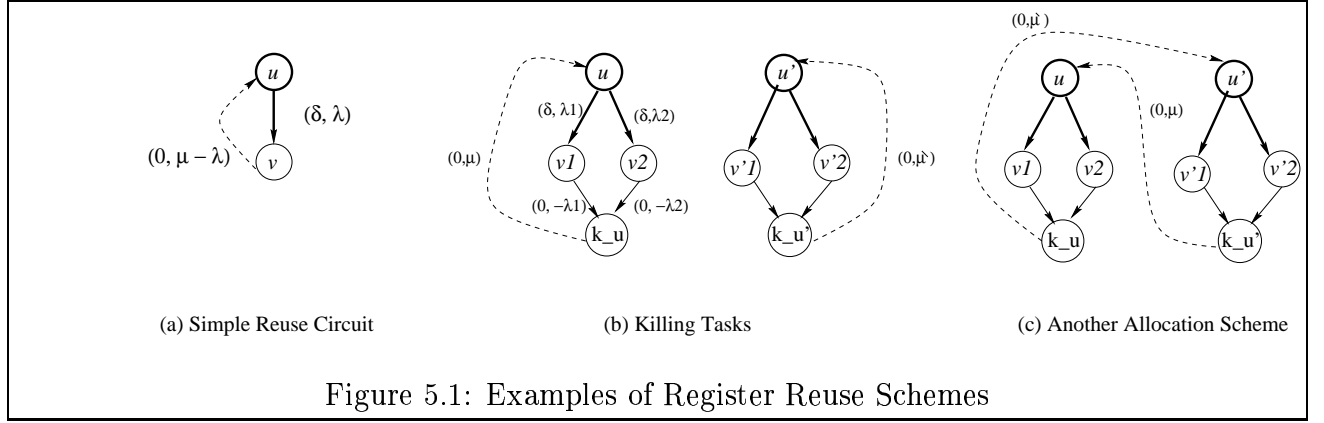 u
(δ, λ)
(0, μ − λ)
v
(a) Simple Reuse Circuit
u
u'
(δ, λ1)
(δ,λ2)
(0,μ)
v1
v2
v'1
v'2
(0,μ`)
(0, −λ1)
(0, −λ2)
k_u
k_u'
(b) Killing Tasks
(0,μ`)
u
u'
(0,μ)
v1
v2
v'1
v'2
k_u
k_u'
(c) Another Allocation Scheme
Figure 5.1: Examples of Register Reuse Schemes